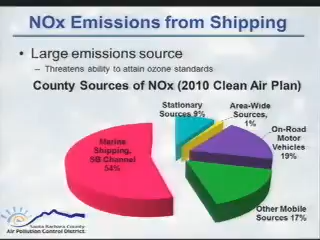 NOx Emissions from Shipping
• Large emissions source
– Threatens ability to attain ozone standards
County Sources of NOx (2010 Clean Air Plan)
Stationary
Sources 9%
Area-Wide
Sources,
1%
On-Road
Motor
Vehicles
19%
Marine
Shipping,
SB Channel
54%
Other Mobile
Sources 17%
Santa Barbara County
Air Pollution Control District